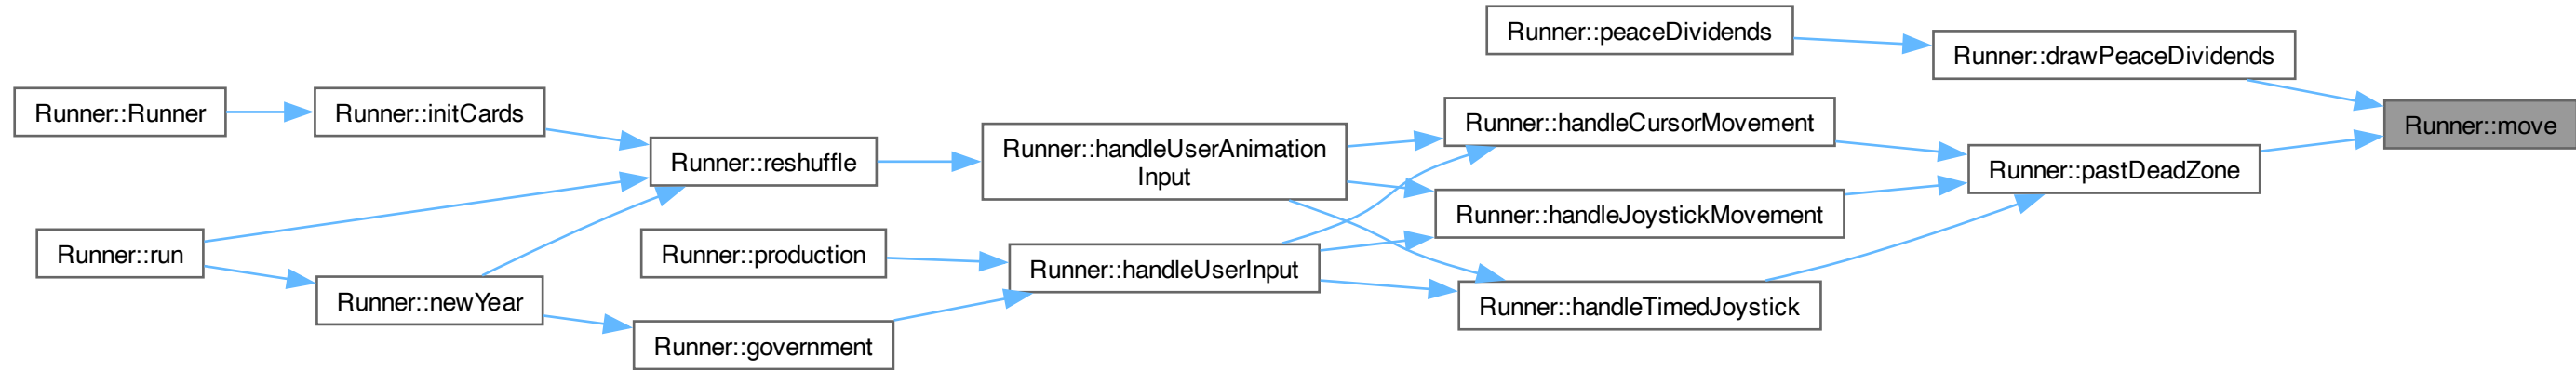 Runner::peaceDividends
Runner::drawPeaceDividends
Runner::Runner
Runner::initCards
Runner::handleCursorMovement
Runner::move
Runner::reshuffle
Runner::handleUserAnimation
Input
Runner::pastDeadZone
Runner::handleJoystickMovement
Runner::run
Runner::production
Runner::handleUserInput
Runner::newYear
Runner::handleTimedJoystick
Runner::government